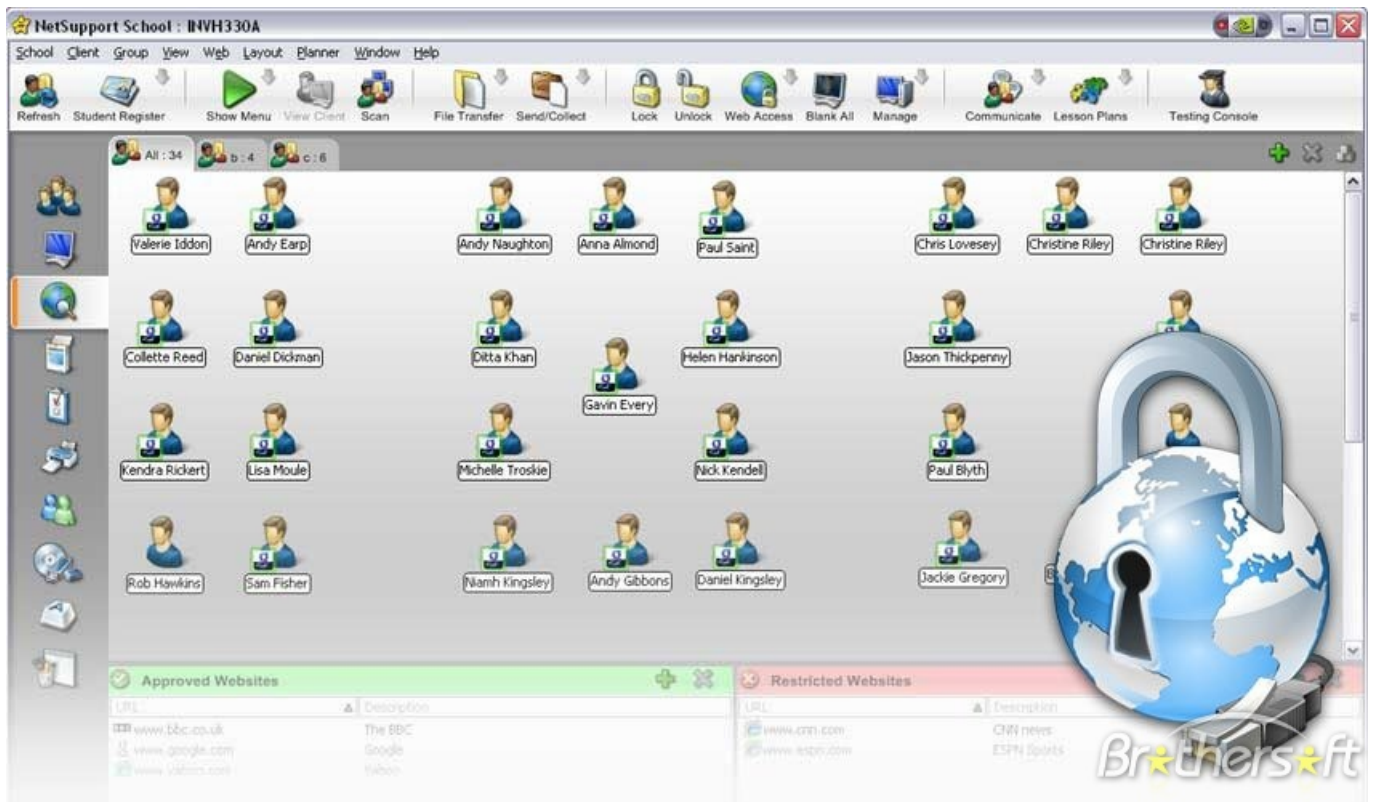 NetSupport School : INVH330A
School Client Group View Web Layout Planner Window Help
Refresh Student Register Show Menu View Client Scan File Transfer Send/Collect Lock Unlock Web Access Blank All Manage Communicate Lesson Plans Testing Console
All : 34 b : 4 c : 6
Valerie Iddon Andy Earp Andy Naughton Anna Almond Paul Saint Chris Lovesey Christine Riley Christine Riley
Collette Reed Daniel Dickman Ditta Khan Helen Hankinson Jason Thickpenny
Gavin Every
Kendra Rickert Lisa Moule Michelle Troskie Nick Kendell Paul Blyth
Rob Hawkins Sam Fisher Niamh Kingsley Andy Gibbons Daniel Kingsley Jackie Gregory
Approved Websites Restricted Websites
URL: Description URL: Description
www.bbc.co.uk The BBC www.cnn.com CNN news
www.google.com Google www.espn.com ESPN Sports
www.yahoo.com Yahoo
Brothersoft